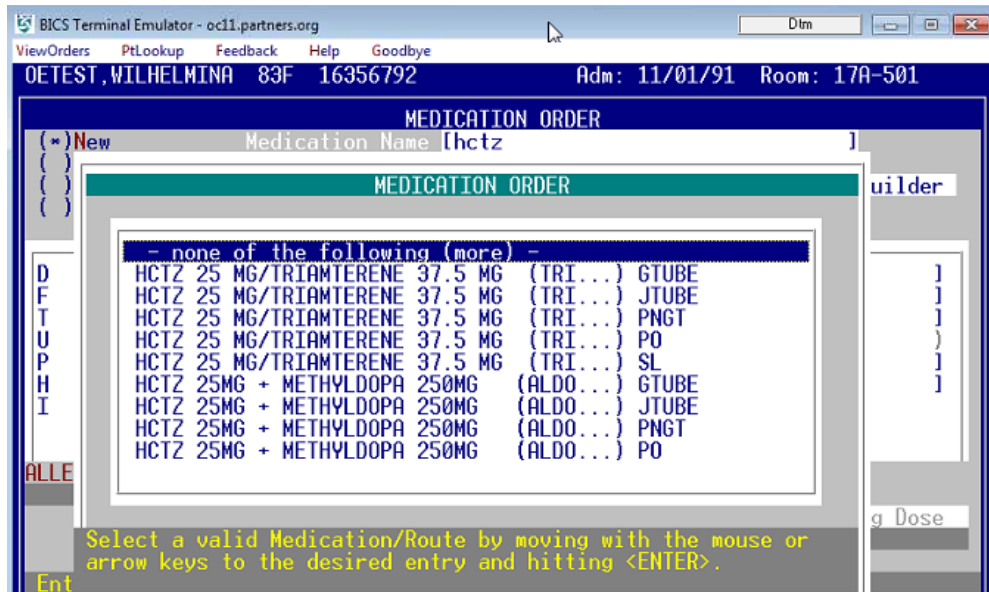 BICS Terminal Emulator - oc11.partners.org Dtm
ViewOrders PtLookup Feedback Help Goodbye
OETEST,WILHELMINA 83F 16356792 Adm: 11/01/91 Room: 17A-501
MEDICATION ORDER
(*)New Medication Name [hctz ]
( )
( ) uilder
( )
MEDICATION ORDER
- none of the following (more) -
D HCTZ 25 MG/TRIAMTERENE 37.5 MG (TRI...) GTUBE ]
F HCTZ 25 MG/TRIAMTERENE 37.5 MG (TRI...) JTUBE ]
T HCTZ 25 MG/TRIAMTERENE 37.5 MG (TRI...) PNGT ]
U HCTZ 25 MG/TRIAMTERENE 37.5 MG (TRI...) PO )
P HCTZ 25 MG/TRIAMTERENE 37.5 MG (TRI...) SL ]
H HCTZ 25MG + METHYLDOPA 250MG (ALDO...) GTUBE ]
I HCTZ 25MG + METHYLDOPA 250MG (ALDO...) JTUBE
HCTZ 25MG + METHYLDOPA 250MG (ALDO...) PNGT
HCTZ 25MG + METHYLDOPA 250MG (ALDO...) PO
ALLE
g Dose
Select a valid Medication/Route by moving with the mouse or
arrow keys to the desired entry and hitting <ENTER>.
Ent